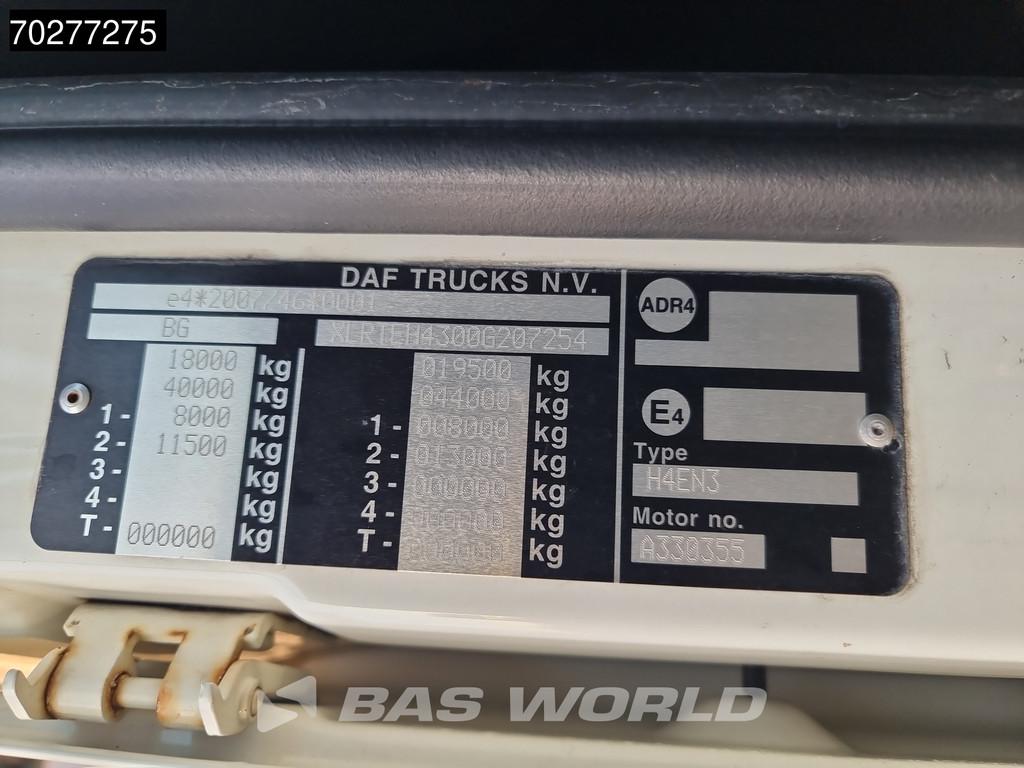 70277275
DAF TRUCKS N.V.
e4*2007/46*0001
BG XLRTEH4300G207254
18000 kg
40000 kg
1- 8000 kg
2- 11500 kg
3- kg
4- kg
T- 000000 kg
019500 kg
044000 kg
1- 008000 kg
2- 013000 kg
3- 000000 kg
4- 000000 kg
T- 000000 kg
ADR4
E4
Type
H4EN3
Motor no.
A330355
BAS WORLD